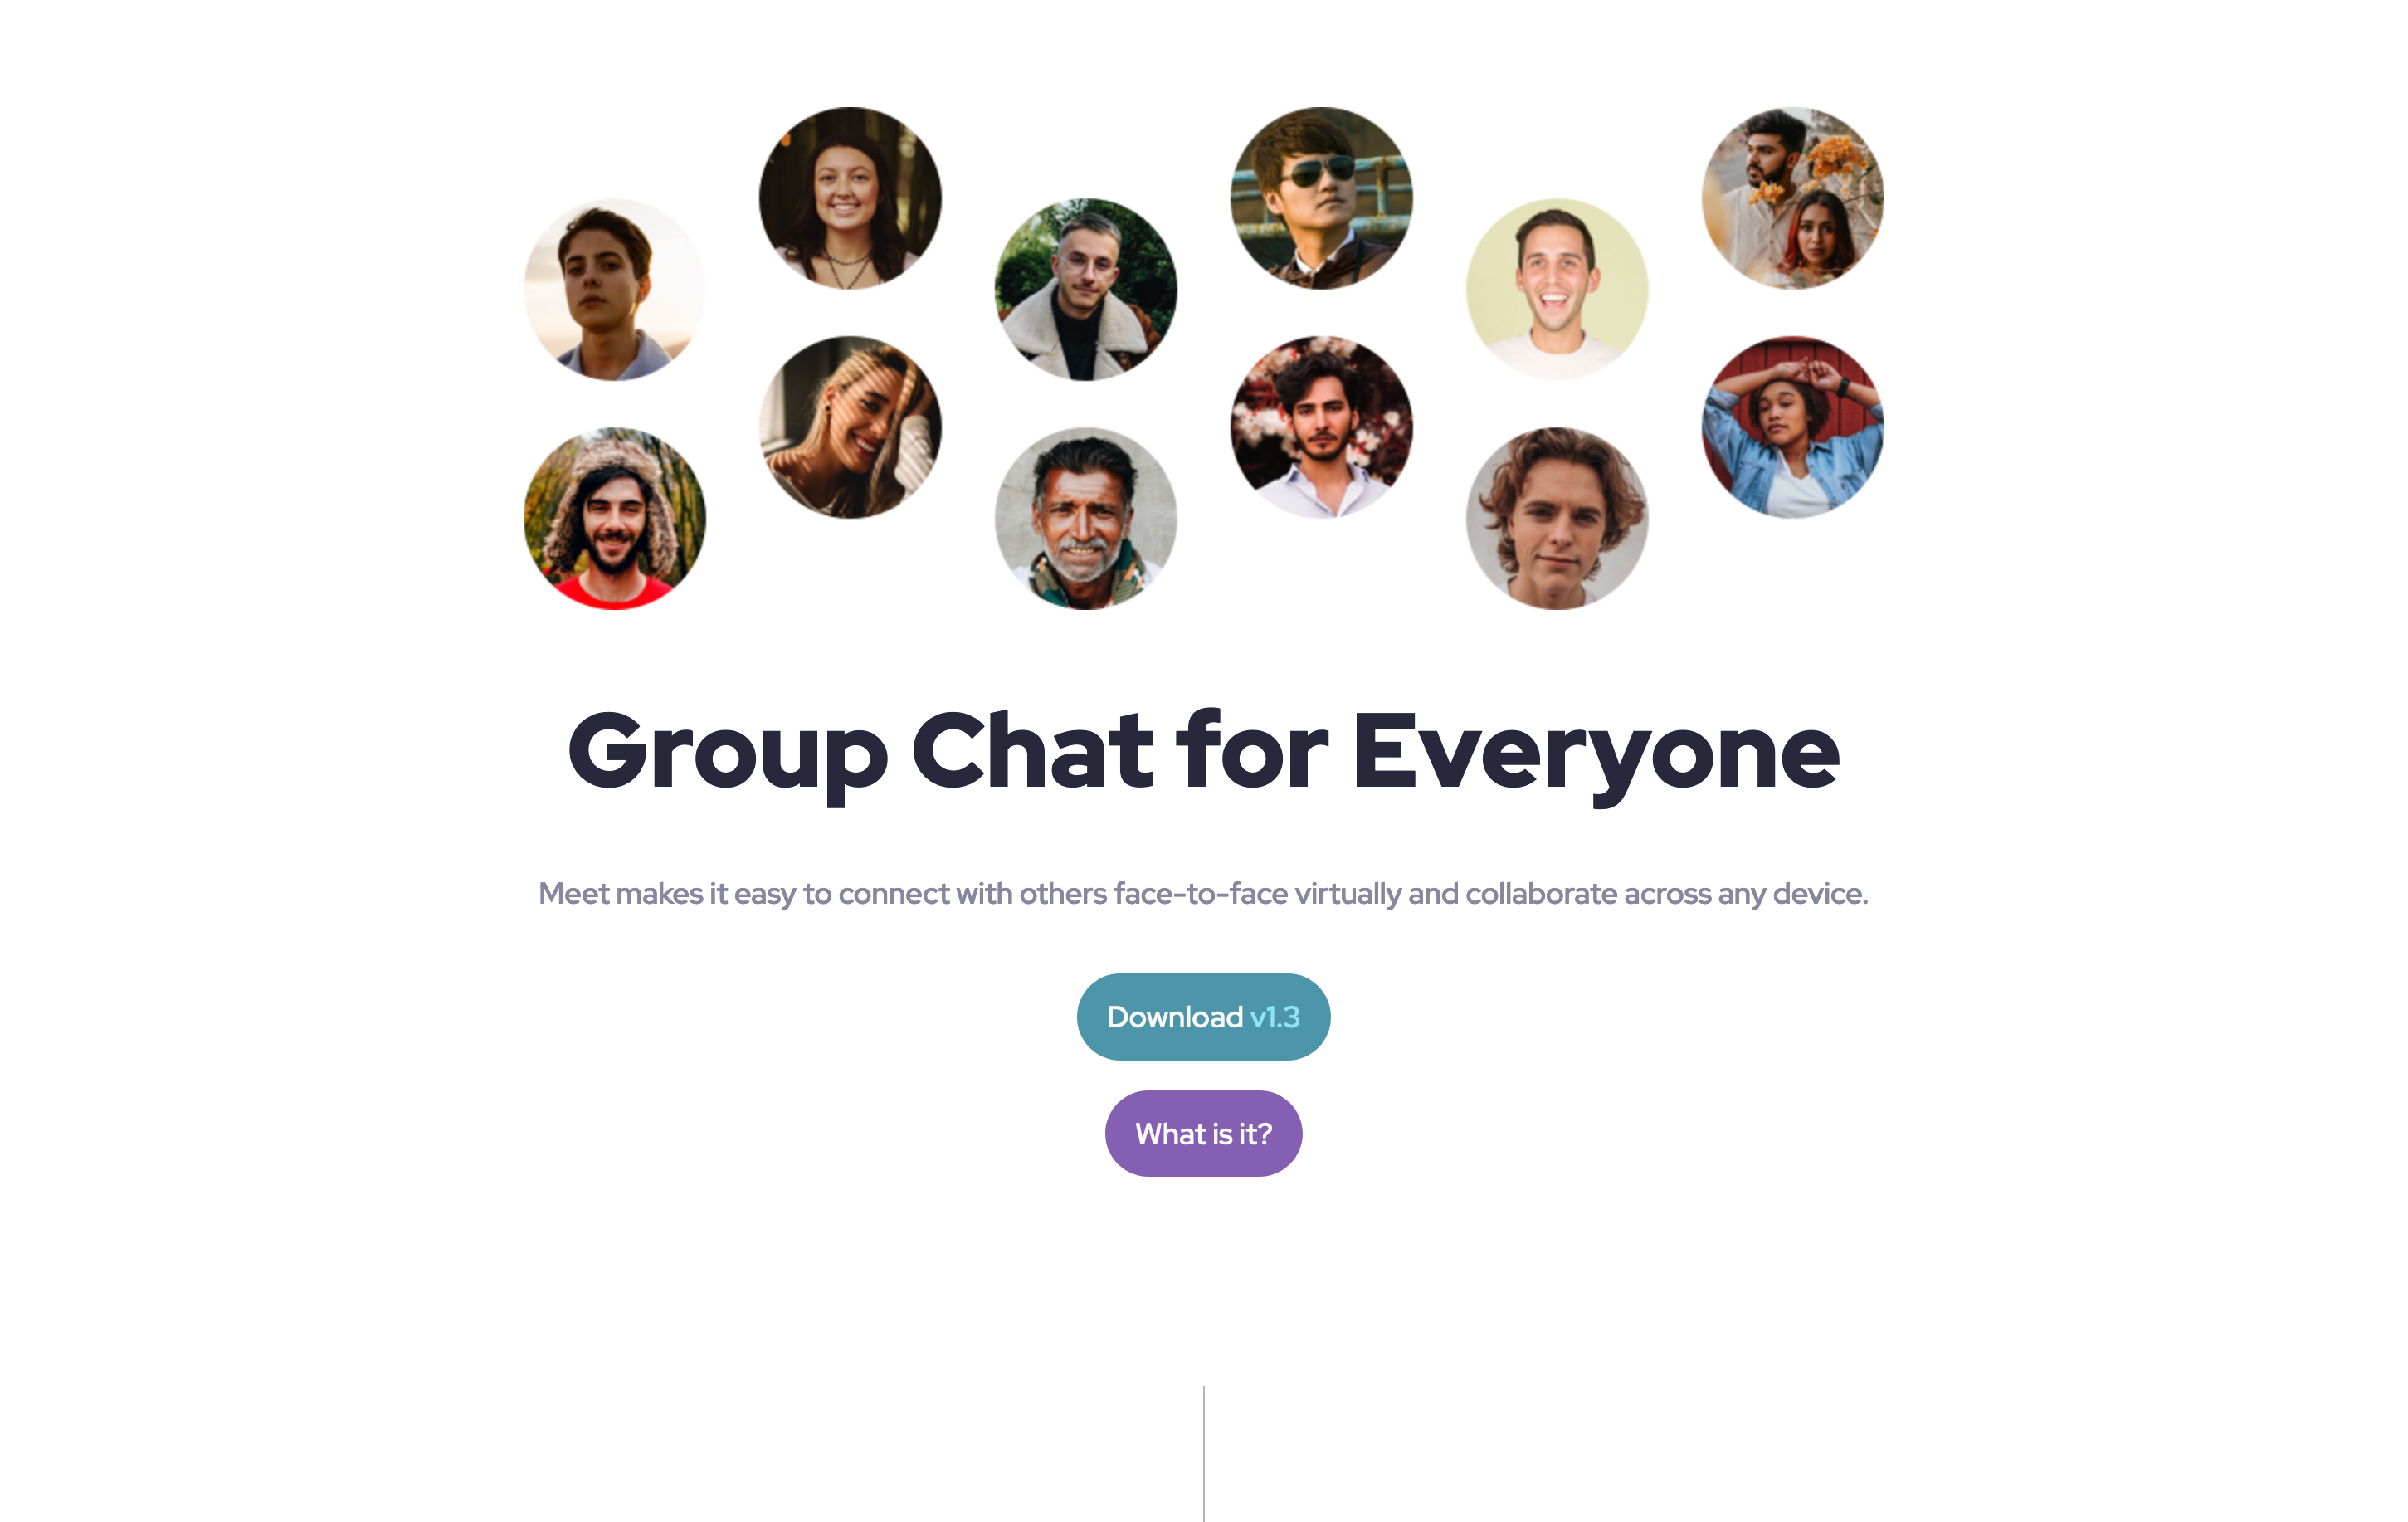 Group Chat for Everyone
Meet makes it easy to connect with others face-to-face virtually and collaborate across any device.
Download v1.3
What is it?